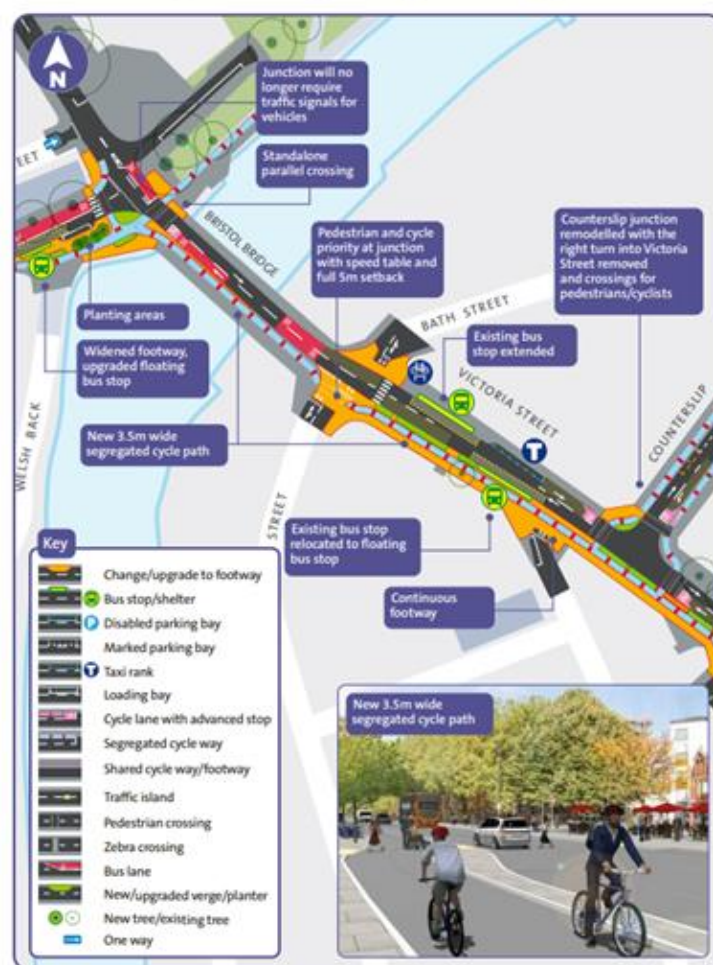 N
Junction will no
longer require
traffic signals for
vehicles
Standalone
parallel crossing
EET
BRISTOL BRIDGE
Pedestrian and cycle
priority at junction
with speed table and
full 5m setback
Counterslip junction
remodelled with the
right turn into Victoria
Street removed
and crossings for
pedestrians/cyclists
BATH STREET
Planting areas
Existing bus
stop extended
Widened footway,
upgraded floating
bus stop
VICTORIA STREET
COUNTERSLIP
T
WELSH BACK
New 3.5m wide
segregated cycle path
STREET
Existing bus stop
relocated to floating
bus stop
Continuous
footway
Key
Change/upgrade to footway
Bus stop/shelter
P Disabled parking bay
Marked parking bay
T Taxi rank
Loading bay
Cycle lane with advanced stop
Segregated cycle way
Shared cycle way/footway
Traffic island
Pedestrian crossing
Zebra crossing
Bus lane
New/upgraded verge/planter
New tree/existing tree
One way
New 3.5m wide
segregated cycle path